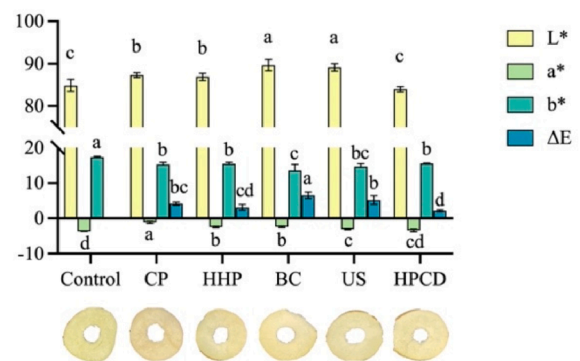 100
90
80
20
10
0
-10
c b b a a c
a b b c bc b
bc cd a b d
d a b b c cd
Control CP HHP BC US HPCD
L*
a*
b*
ΔE